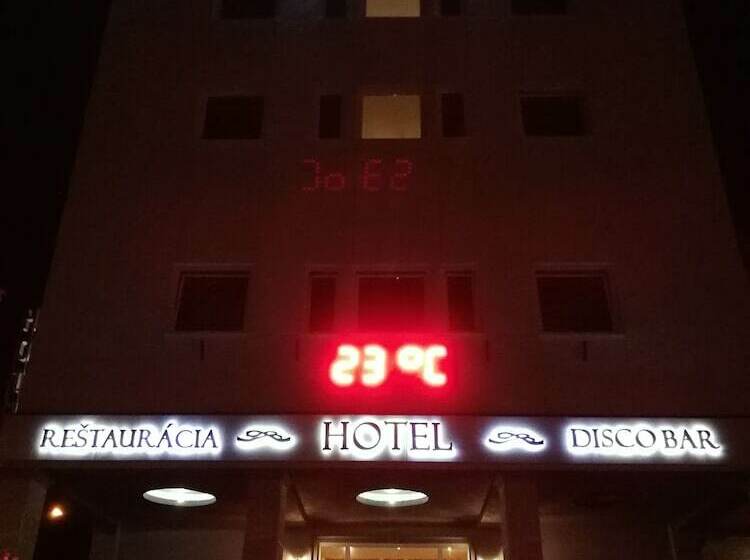 23 °C
REŠTAURÁCIA HOTEL DISCO BAR